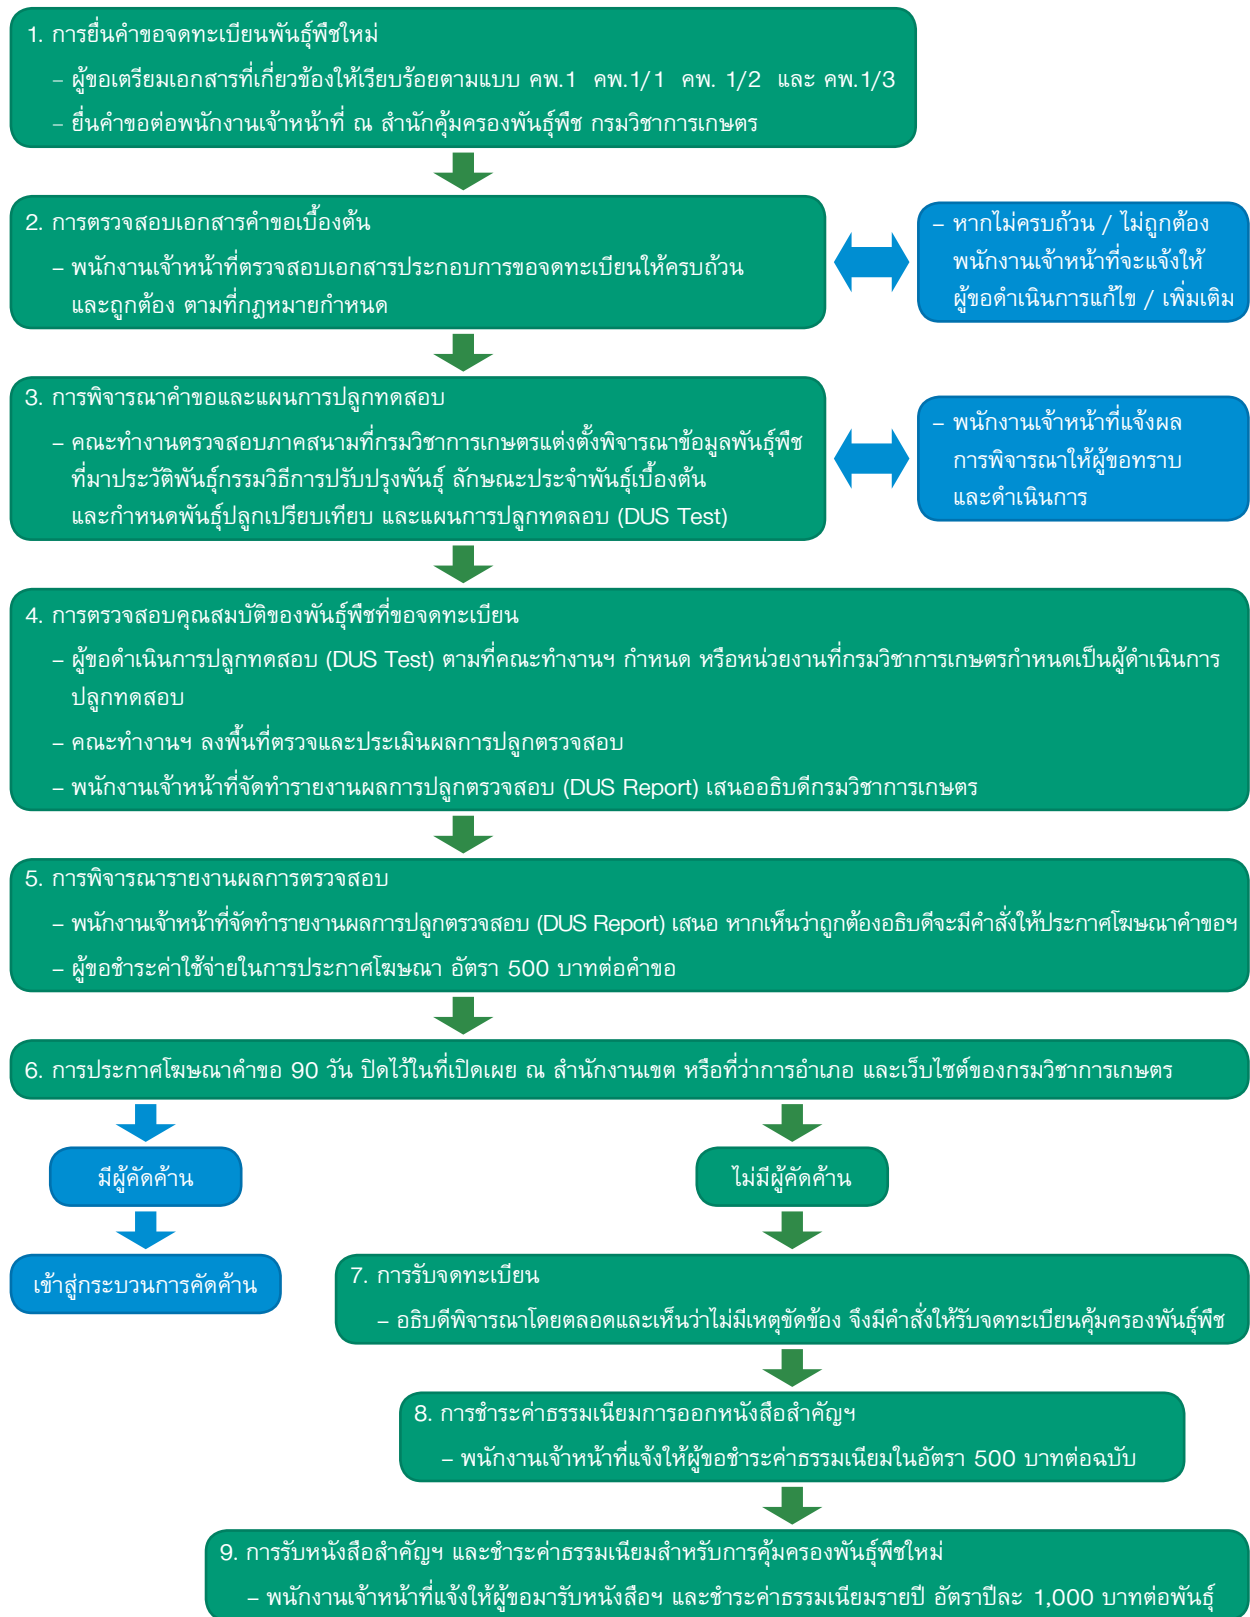 1. การยื่นคำขอจดทะเบียนพันธุ์พืชใหม่
– ผู้ขอเตรียมเอกสารที่เกี่ยวข้องให้เรียบร้อยตามแบบ คพ.1 คพ.1/1 คพ. 1/2 และ คพ.1/3
– ยื่นคำขอต่อพนักงานเจ้าหน้าที่ ณ สำนักคุ้มครองพันธุ์พืช กรมวิชาการเกษตร
2. การตรวจสอบเอกสารคำขอเบื้องต้น
– พนักงานเจ้าหน้าที่ตรวจสอบเอกสารประกอบการขอจดทะเบียนให้ครบถ้วน
และถูกต้อง ตามที่กฎหมายกำหนด
– หากไม่ครบถ้วน / ไม่ถูกต้อง
พนักงานเจ้าหน้าที่จะแจ้งให้
ผู้ขอดำเนินการแก้ไข / เพิ่มเติม
3. การพิจารณาคำขอและแผนการปลูกทดสอบ
– คณะทำงานตรวจสอบภาคสนามที่กรมวิชาการเกษตรแต่งตั้งพิจารณาข้อมูลพันธุ์พืช
ที่มาประวัติพันธุ์กรรมวิธีการปรับปรุงพันธุ์ ลักษณะประจำพันธุ์เบื้องต้น
และกำหนดพันธุ์ปลูกเปรียบเทียบ และแผนการปลูกทดลอบ (DUS Test)
– พนักงานเจ้าหน้าที่แจ้งผล
การพิจารณาให้ผู้ขอทราบ
และดำเนินการ
4. การตรวจสอบคุณสมบัติของพันธุ์พืชที่ขอจดทะเบียน
– ผู้ขอดำเนินการปลูกทดสอบ (DUS Test) ตามที่คณะทำงานฯ กำหนด หรือหน่วยงานที่กรมวิชาการเกษตรกำหนดเป็นผู้ดำเนินการ
ปลูกทดสอบ
– คณะทำงานฯ ลงพื้นที่ตรวจและประเมินผลการปลูกตรวจสอบ
– พนักงานเจ้าหน้าที่จัดทำรายงานผลการปลูกตรวจสอบ (DUS Report) เสนออธิบดีกรมวิชาการเกษตร
5. การพิจารณารายงานผลการตรวจสอบ
– พนักงานเจ้าหน้าที่จัดทำรายงานผลการปลูกตรวจสอบ (DUS Report) เสนอ หากเห็นว่าถูกต้องอธิบดีจะมีคำสั่งให้ประกาศโฆษณาคำขอฯ
– ผู้ขอชำระค่าใช้จ่ายในการประกาศโฆษณา อัตรา 500 บาทต่อคำขอ
6. การประกาศโฆษณาคำขอ 90 วัน ปิดไว้ในที่เปิดเผย ณ สำนักงานเขต หรือที่ว่าการอำเภอ และเว็บไซต์ของกรมวิชาการเกษตร
มีผู้คัดค้าน
ไม่มีผู้คัดค้าน
เข้าสู่กระบวนการคัดค้าน
7. การรับจดทะเบียน
– อธิบดีพิจารณาโดยตลอดและเห็นว่าไม่มีเหตุขัดข้อง จึงมีคำสั่งให้รับจดทะเบียนคุ้มครองพันธุ์พืช
8. การชำระค่าธรรมเนียมการออกหนังสือสำคัญฯ
– พนักงานเจ้าหน้าที่แจ้งให้ผู้ขอชำระค่าธรรมเนียมในอัตรา 500 บาทต่อฉบับ
9. การรับหนังสือสำคัญฯ และชำระค่าธรรมเนียมสำหรับการคุ้มครองพันธุ์พืชใหม่
– พนักงานเจ้าหน้าที่แจ้งให้ผู้ขอมารับหนังสือฯ และชำระค่าธรรมเนียมรายปี อัตราปีละ 1,000 บาทต่อพันธุ์